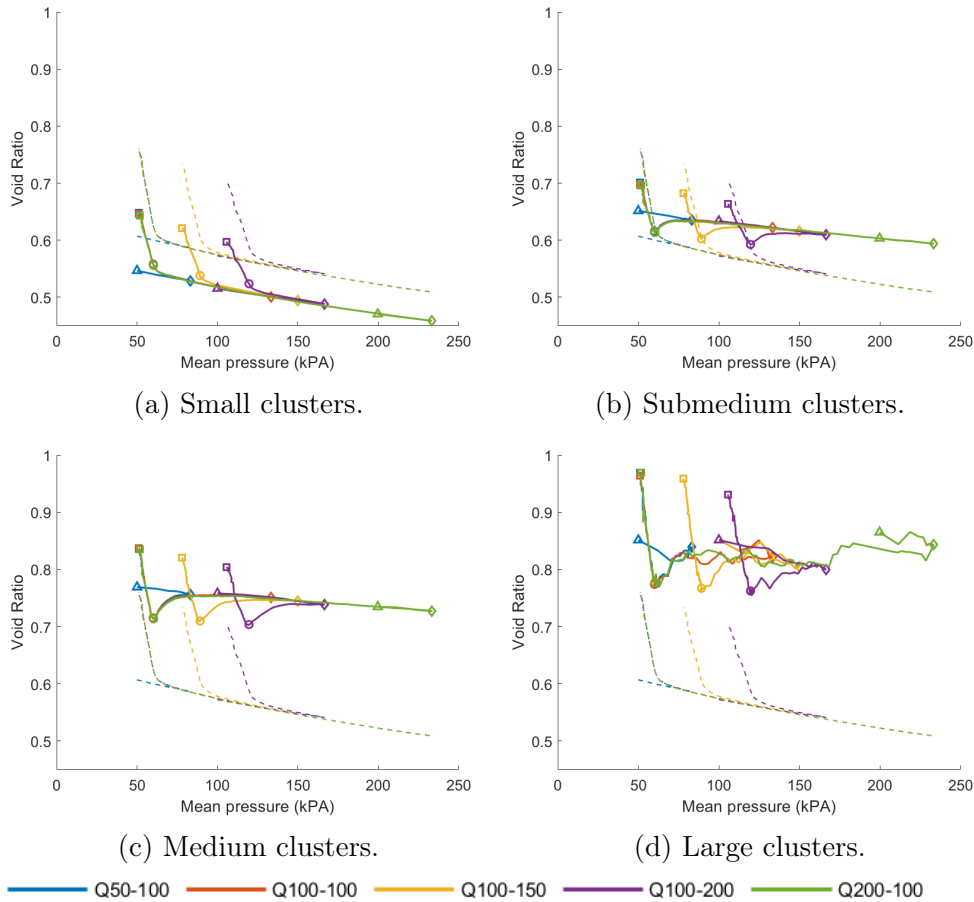 1
0.9
0.8
0.7
0.6
0.5
0 50 100 150 200 250
Void Ratio
Mean pressure (kPA)
(a) Small clusters.
1
0.9
0.8
0.7
0.6
0.5
0 50 100 150 200 250
Void Ratio
Mean pressure (kPA)
(b) Submedium clusters.
1
0.9
0.8
0.7
0.6
0.5
0 50 100 150 200 250
Void Ratio
Mean pressure (kPA)
(c) Medium clusters.
1
0.9
0.8
0.7
0.6
0.5
0 50 100 150 200 250
Void Ratio
Mean pressure (kPA)
(d) Large clusters.
Q50-100 Q100-100 Q100-150 Q100-200 Q200-100